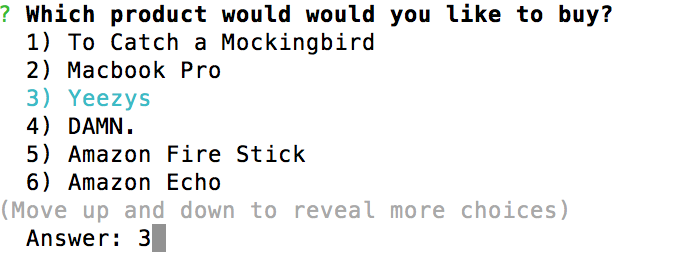 ? Which product would would you like to buy?
1) To Catch a Mockingbird
2) Macbook Pro
3) Yeezys
4) DAMN.
5) Amazon Fire Stick
6) Amazon Echo
(Move up and down to reveal more choices)
Answer: 3